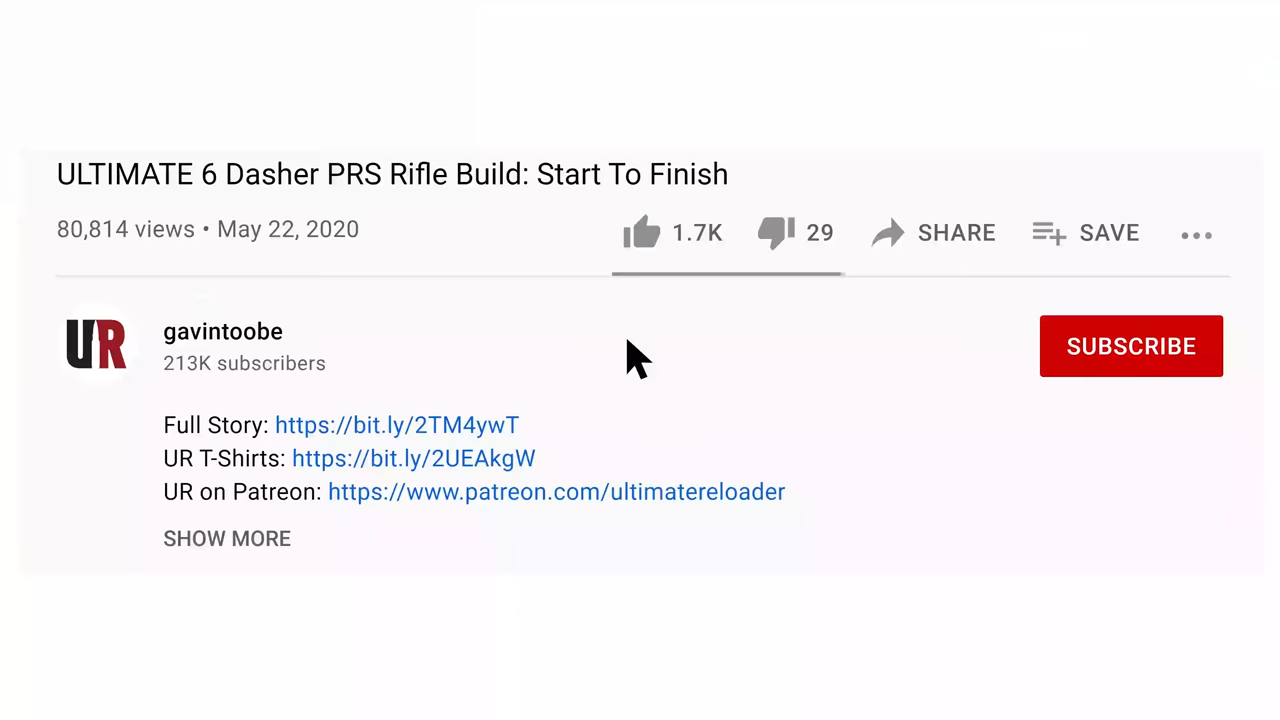 ULTIMATE 6 Dasher PRS Rifle Build: Start To Finish
80,814 views • May 22, 2020
1.7K 29 SHARE SAVE
UR
gavintoobe
213K subscribers
SUBSCRIBE
Full Story: https://bit.ly/2TM4ywT
UR T-Shirts: https://bit.ly/2UEAkgW
UR on Patreon: https://www.patreon.com/ultimatereloader
SHOW MORE